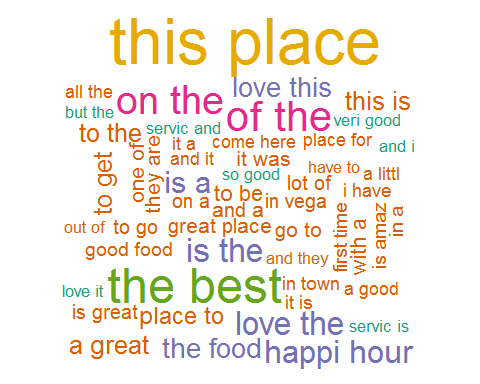 this place
love this
all the
on the
this is
but the
of the
veri good
to the
servic and
it a
come here
place for
and i
one of
they are
and it
it was
have to
a littl
to get
is a
so good
lot of
i have
on a
to be
in vega
and a
first time
with a
is amaz
in a
out of
to go
great place
go to
good food
is the
and they
love it
the best
in town
a good
it is
is great
place to
love the
servic is
a great
the food
happi hour